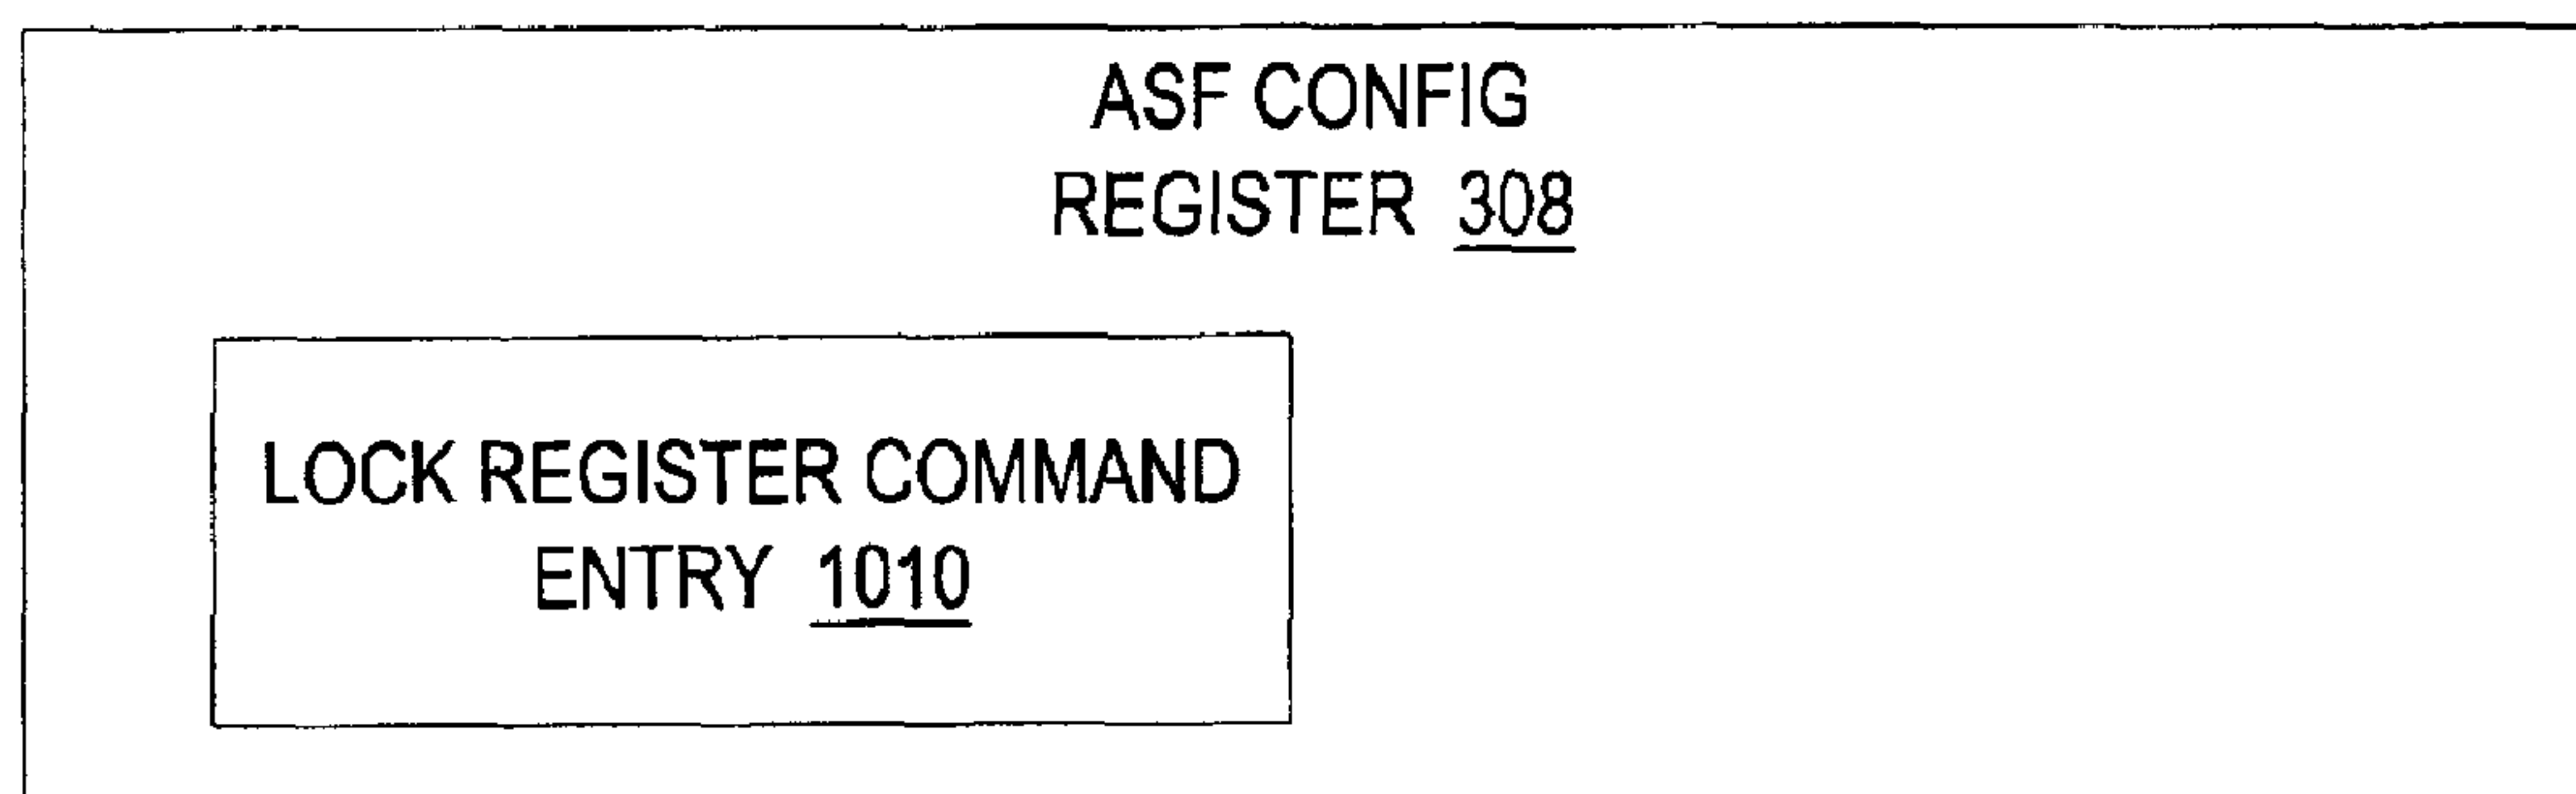 ASF CONFIG
REGISTER 308
LOCK REGISTER COMMAND
ENTRY 1010